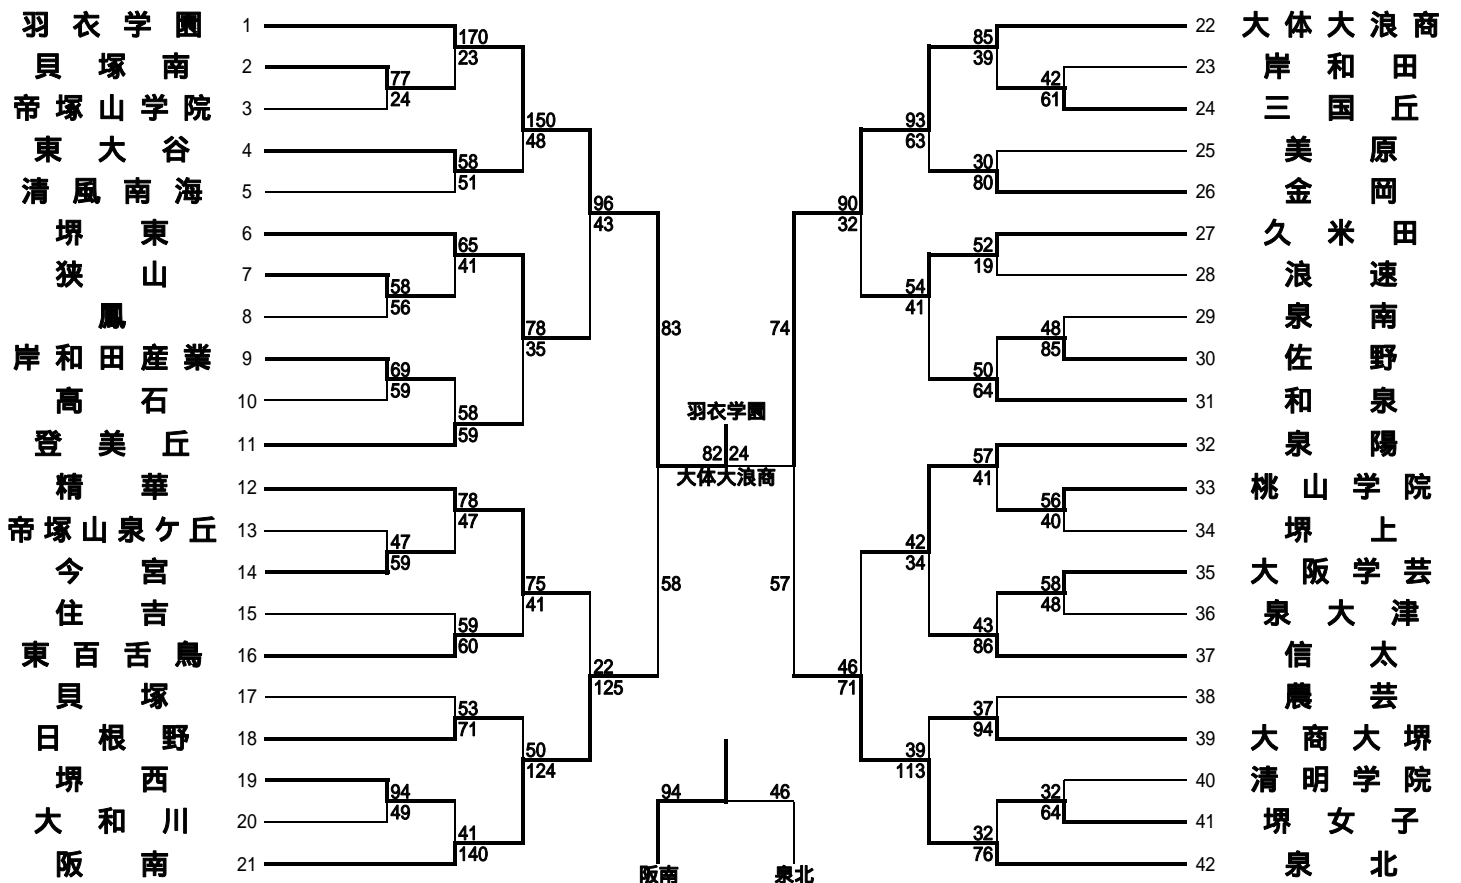 羽衣学園 1
貝塚南 2
帝塚山学院 3
東大谷 4
清風南海 5
堺東 6
狭山 7
鳳 8
岸和田産業 9
高石 10
登美丘 11
精華 12
帝塚山泉ケ丘 13
今宮 14
住吉 15
東百舌鳥 16
貝塚 17
日根野 18
堺西 19
大和川 20
阪南 21
170
23
77
24
150
48
58
51
96
43
65
41
58
56
78
35
69
59
58
59
83
78
47
47
59
75
41
59
60
58
22
125
53
71
50
124
94
49
41
140
羽衣学園
82 24
大体大浪商
94 46
阪南 泉北
85
39
42
61
93
63
30
80
90
32
52
19
54
41
48
85
50
64
74
57
41
56
40
42
34
58
48
43
86
57
46
71
37
94
39
113
32
64
32
76
22 大体大浪商
23 岸和田
24 三国丘
25 美原
26 金岡
27 久米田
28 浪速
29 泉南
30 佐野
31 和泉
32 泉陽
33 桃山学院
34 堺上
35 大阪学芸
36 泉大津
37 信太
38 農芸
39 大商大堺
40 清明学院
41 堺女子
42 泉北